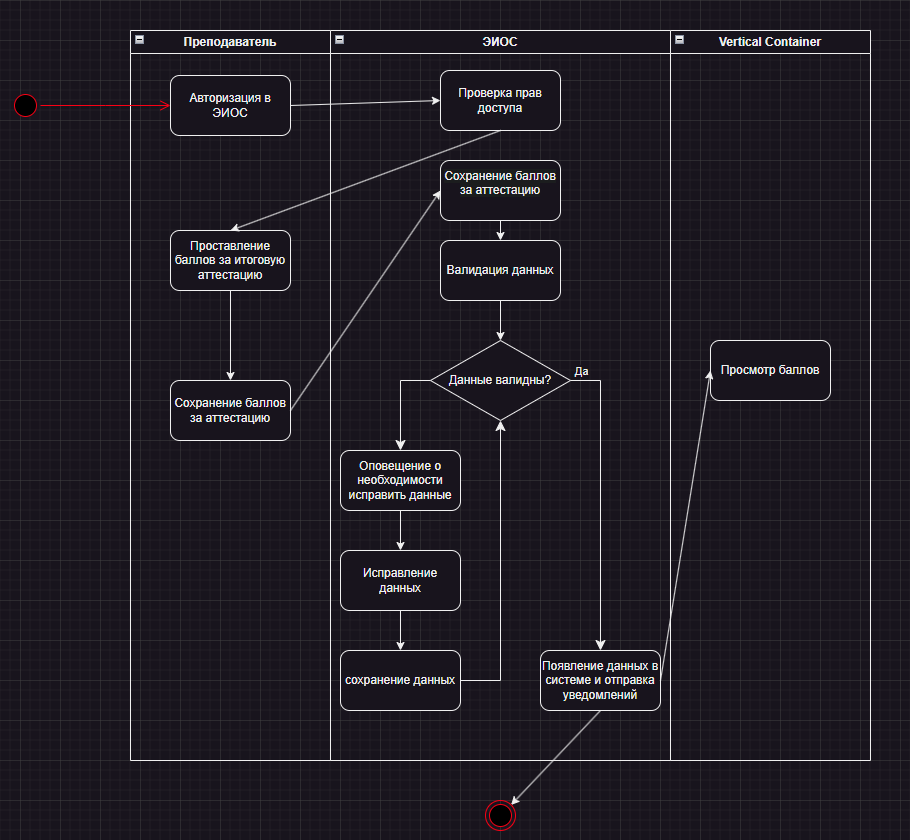 Преподаватель
ЭИОС
Vertical Container
Авторизация в
ЭИОС
Проверка прав
доступа
Сохранение баллов
за аттестацию
Проставление
баллов за итоговую
аттестацию
Валидация данных
Данные валидны?
Да
Просмотр баллов
Сохранение баллов
за аттестацию
Оповещение о
необходимости
исправить данные
Исправление
данных
сохранение данных
Появление данных в
системе и отправка
уведомлений